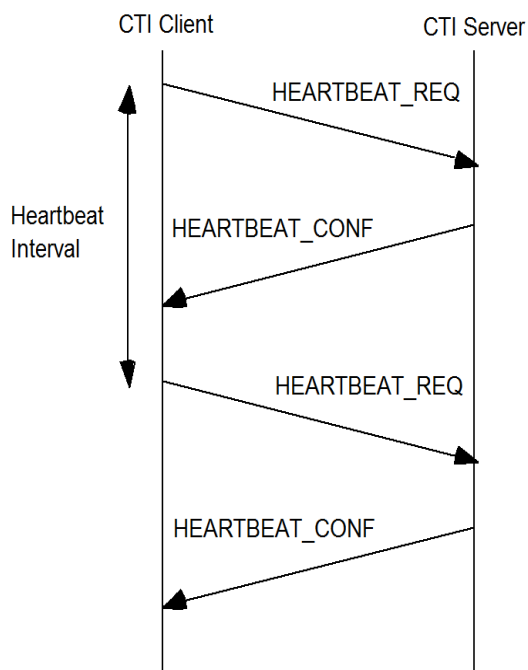 CTI Client
CTI Server
HEARTBEAT_REQ
Heartbeat
Interval
HEARTBEAT_CONF
HEARTBEAT_REQ
HEARTBEAT_CONF